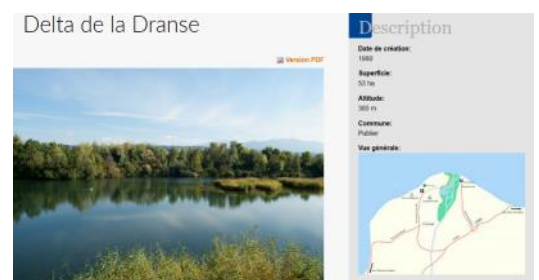 Delta de la Dranse
Version PDF
Description
Date de création:
1980
Superficie:
53 ha
Altitude:
Commune:
Publier
Vue générale: